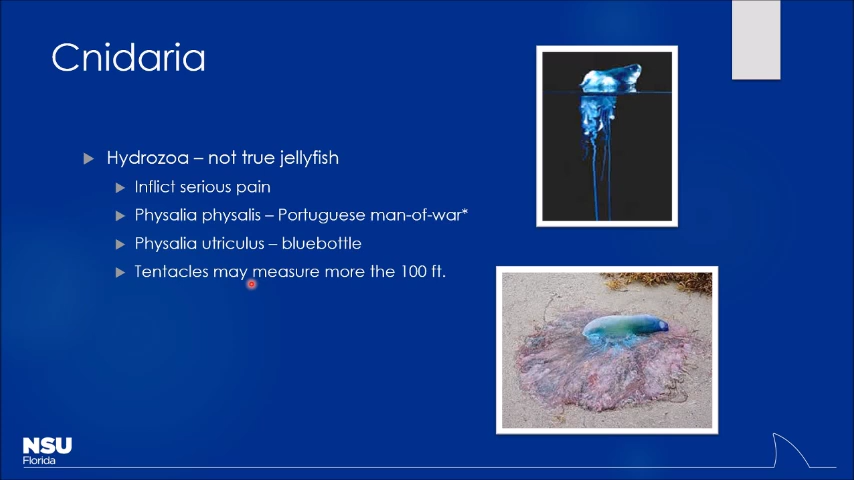 Cnidaria
Hydrozoa – not true jellyfish
Inflict serious pain
Physalia physalis – Portuguese man-of-war*
Physalia utriculus – bluebottle
Tentacles may measure more the 100 ft.
NSU
Florida